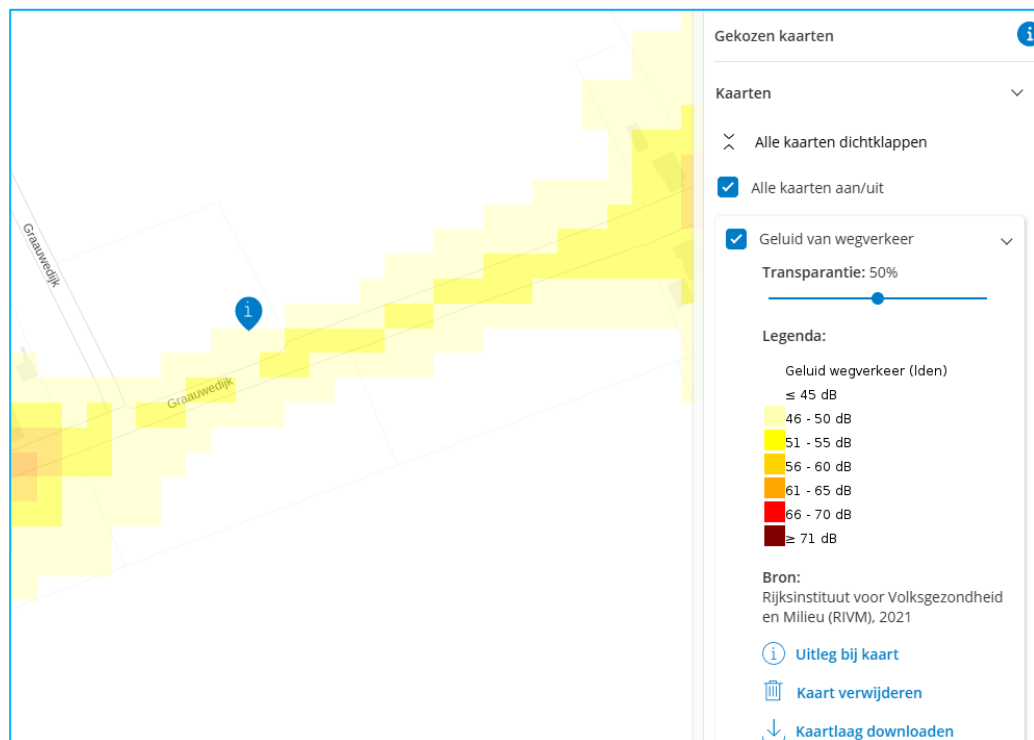 Gekozen kaarten
Kaarten
Alle kaarten dichtklappen
Alle kaarten aan/uit
Geluid van wegverkeer
Transparantie: 50%
Legenda:
Geluid wegverkeer (lden)
≤ 45 dB
46 - 50 dB
51 - 55 dB
56 - 60 dB
61 - 65 dB
66 - 70 dB
≥ 71 dB
Bron:
Rijksinstituut voor Volksgezondheid
en Milieu (RIVM), 2021
Uitleg bij kaart
Kaart verwijderen
Kaartlaag downloaden
Graauwedijk
Graauwedijk